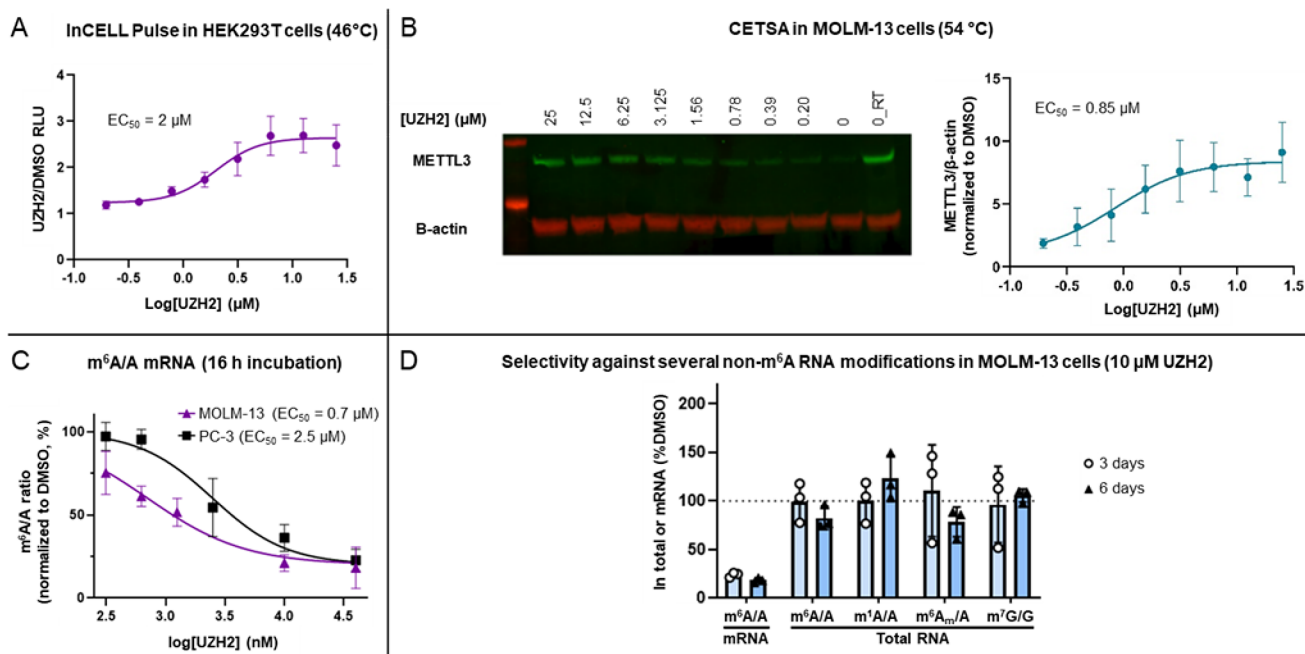 A
InCELL Pulse in HEK293T cells (46°C)
UZH2/DMSO RLU
4
3
2
1
0
EC50 = 2 µM
-1.0 -0.5 0.0 0.5 1.0 1.5
Log[UZH2] (µM)
B
CETSA in MOLM-13 cells (54 °C)
[UZH2] (µM)
25 12.5 6.25 3.125 1.56 0.78 0.39 0.20 0 0_RT
METTL3
B-actin
METTL3/β-actin
(normalized to DMSO)
15
10
5
0
EC50 = 0.85 µM
-1.0 -0.5 0.0 0.5 1.0 1.5
Log[UZH2] (µM)
C
m⁶A/A mRNA (16 h incubation)
MOLM-13 (EC50 = 0.7 µM)
PC-3 (EC50 = 2.5 µM)
m⁶A/A ratio
(normalized to DMSO, %)
100
50
0
2.5 3.0 3.5 4.0 4.5
log[UZH2] (nM)
D
Selectivity against several non-m⁶A RNA modifications in MOLM-13 cells (10 µM UZH2)
In total or mRNA (%DMSO)
200
150
100
50
0
3 days
6 days
m⁶A/A m⁶A/A m¹A/A m⁶Am/A m⁷G/G
mRNA Total RNA